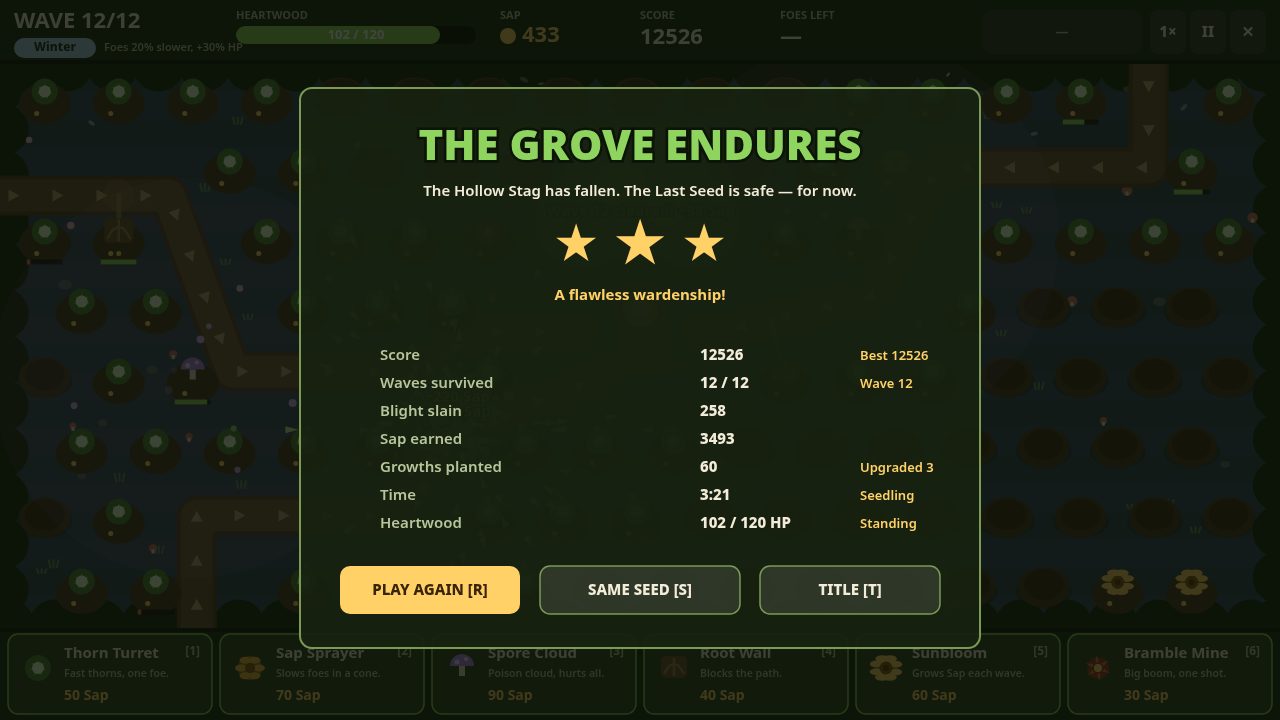 WAVE 12/12
Winter
Foes 20% slower, +30% HP
HEARTWOOD
102 / 120
SAP
433
SCORE
12526
FOES LEFT
—
—
1×
II
×
THE GROVE ENDURES
The Hollow Stag has fallen. The Last Seed is safe — for now.
A flawless wardenship!
Score 12526 Best 12526
Waves survived 12 / 12 Wave 12
Blight slain 258
Sap earned 3493
Growths planted 60 Upgraded 3
Time 3:21 Seedling
Heartwood 102 / 120 HP Standing
PLAY AGAIN [R]
SAME SEED [S]
TITLE [T]
Thorn Turret [1]
Fast thorns, one foe.
50 Sap
Sap Sprayer [2]
Slows foes in a cone.
70 Sap
Spore Cloud [3]
Poison cloud, hurts all.
90 Sap
Root Wall [4]
Blocks the path.
40 Sap
Sunbloom [5]
Grows Sap each wave.
60 Sap
Bramble Mine [6]
Big boom, one shot.
30 Sap